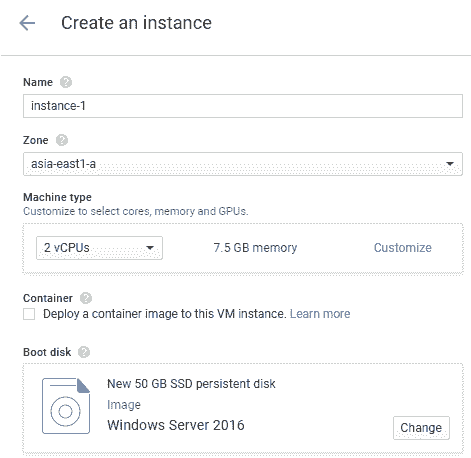 Create an instance
Name
instance-1
Zone
asia-east1-a
Machine type
Customize to select cores, memory and GPUs.
2 vCPUs 7.5 GB memory Customize
Container
Deploy a container image to this VM instance. Learn more
Boot disk
New 50 GB SSD persistent disk
Image
Windows Server 2016
Change